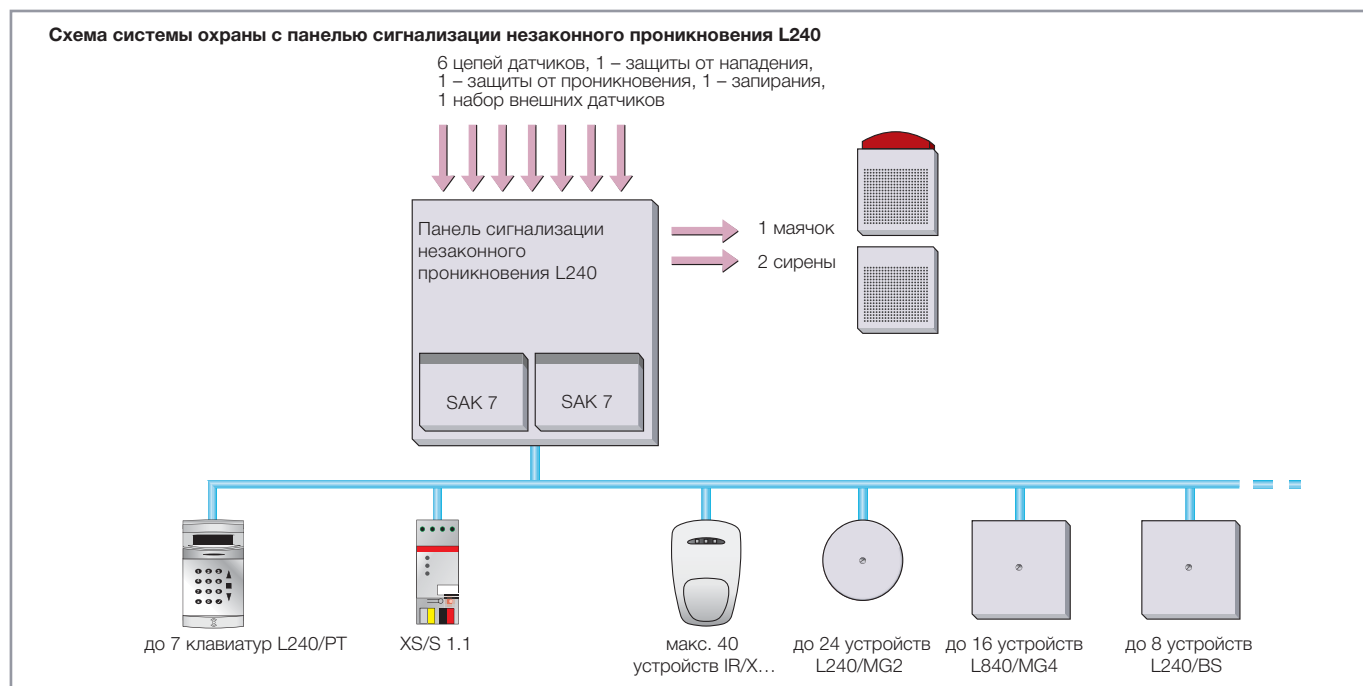 Схема системы охраны с панелью сигнализации незаконного проникновения L240
6 цепей датчиков, 1 – защиты от нападения,
1 – защиты от проникновения, 1 – запирания,
1 набор внешних датчиков
Панель сигнализации
незаконного
проникновения L240
1 маячок
2 сирены
SAK 7
SAK 7
до 7 клавиатур L240/PT
XS/S 1.1
макс. 40
устройств IR/X...
до 24 устройств
L240/MG2
до 16 устройств
L840/MG4
до 8 устройств
L240/BS